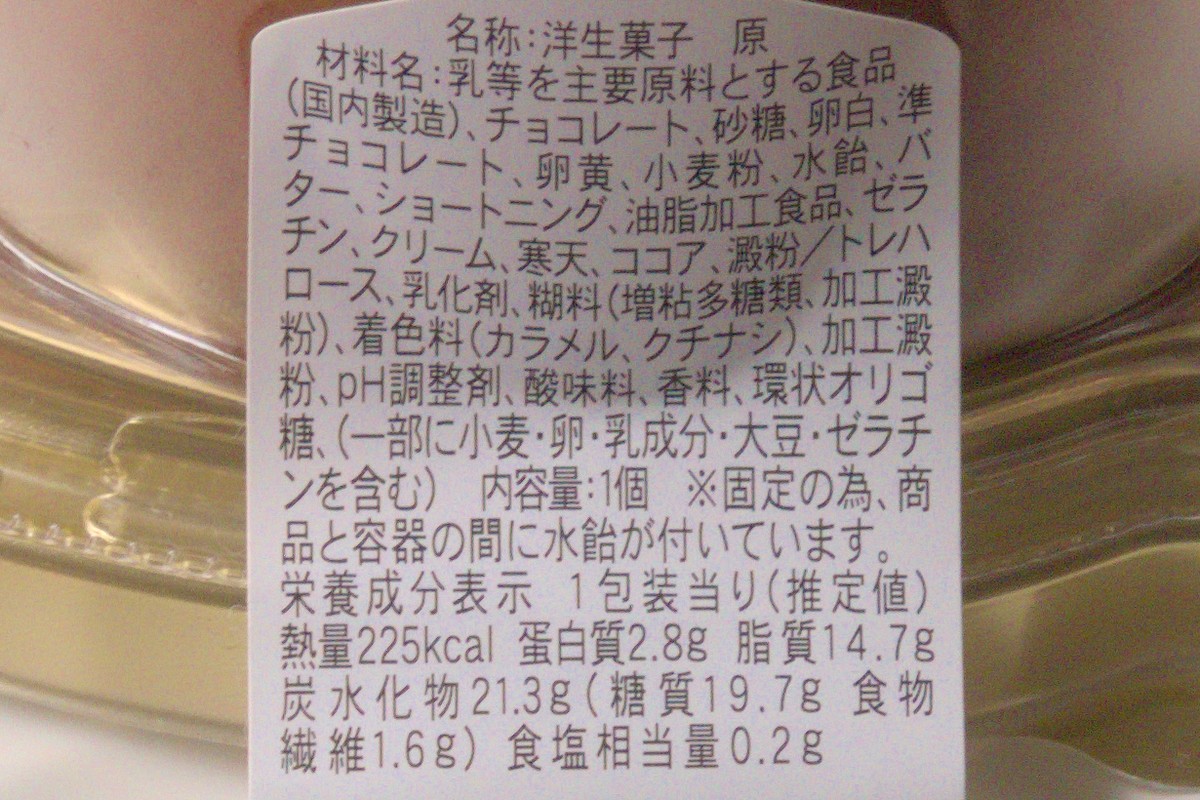 名称:洋生菓子　原
材料名:乳等を主要原料とする食品
(国内製造)、チョコレート、砂糖、卵白、準
チョコレート、卵黄、小麦粉、水飴、バ
ター、ショートニング、油脂加工食品、ゼラ
チン、クリーム、寒天、ココア、澱粉／トレハ
ロース、乳化剤、糊料(増粘多糖類、加工澱
粉)、着色料(カラメル、クチナシ)、加工澱
粉、pH調整剤、酸味料、香料、環状オリゴ
糖、(一部に小麦・卵・乳成分・大豆・ゼラチ
ンを含む)　内容量:1個　※固定の為、商
品と容器の間に水飴が付いています。
栄養成分表示　1包装当り(推定値)
熱量225kcal 蛋白質2.8g 脂質14.7g
炭水化物21.3g(糖質19.7g 食物
繊維1.6g) 食塩相当量0.2g